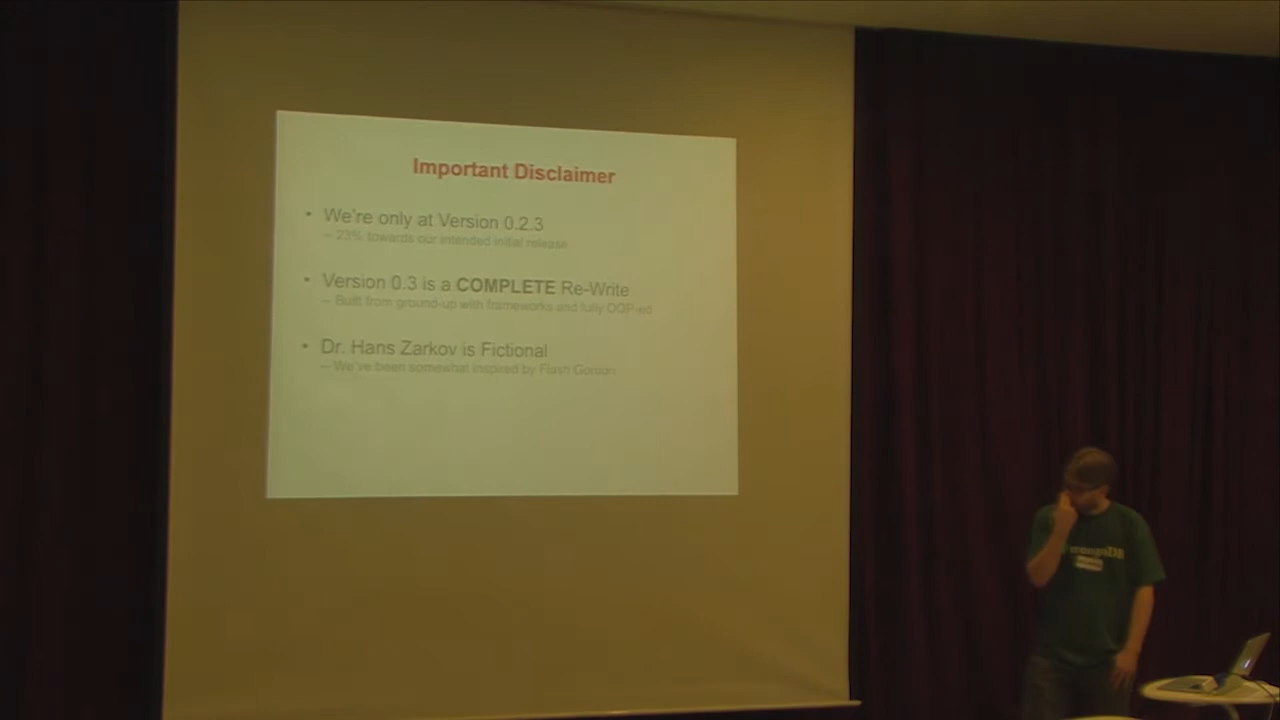 Important Disclaimer
• We're only at Version 0.2.3
– 23% towards our intended initial release
• Version 0.3 is a COMPLETE Re-Write
– Built from ground-up with frameworks and fully OOP-ed
• Dr. Hans Zarkov is Fictional
– We've been somewhat inspired by Flash Gordon
mongoDB